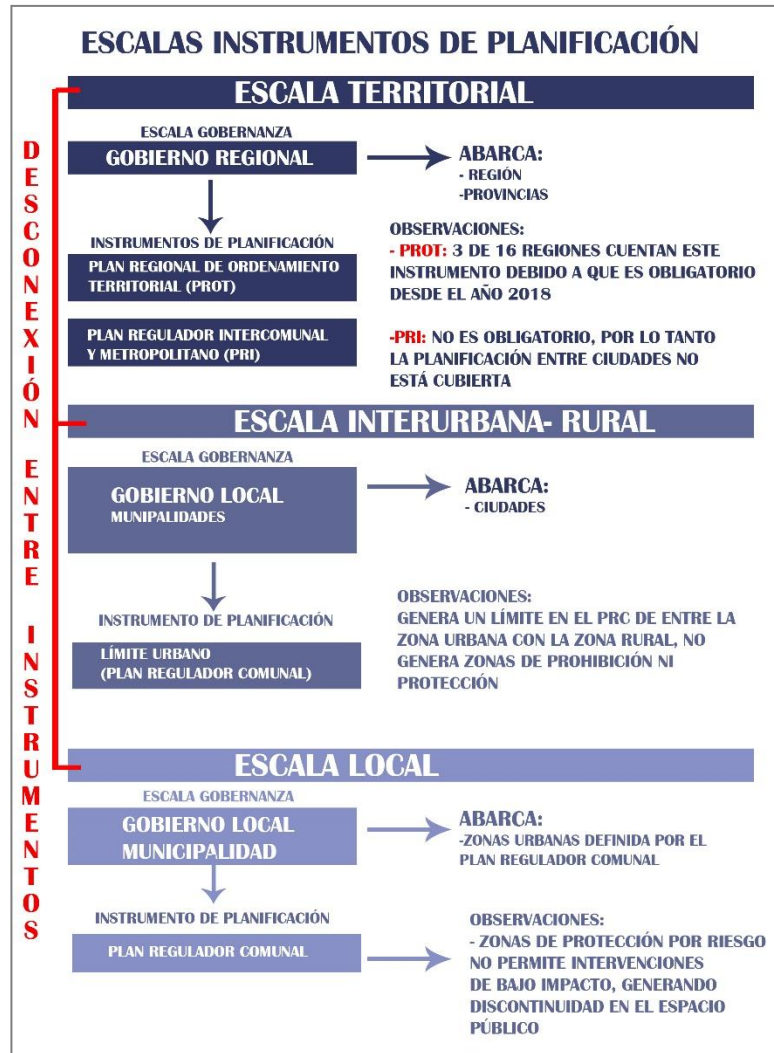 ESCALAS INSTRUMENTOS DE PLANIFICACIÓN
DESCONEXIÓN ENTRE INSTRUMENTOS
ESCALA TERRITORIAL
ESCALA GOBERNANZA
GOBIERNO REGIONAL
ABARCA:
- REGIÓN
-PROVINCIAS
INSTRUMENTOS DE PLANIFICACIÓN
PLAN REGIONAL DE ORDENAMIENTO
TERRITORIAL (PROT)
OBSERVACIONES:
- PROT: 3 DE 16 REGIONES CUENTAN ESTE
INSTRUMENTO DEBIDO A QUE ES OBLIGATORIO
DESDE EL AÑO 2018
PLAN REGULADOR INTERCOMUNAL
Y METROPOLITANO (PRI)
-PRI: NO ES OBLIGATORIO, POR LO TANTO
LA PLANIFICACIÓN ENTRE CIUDADES NO
ESTÁ CUBIERTA
ESCALA INTERURBANA- RURAL
ESCALA GOBERNANZA
GOBIERNO LOCAL
MUNIPALIDADES
ABARCA:
- CIUDADES
INSTRUMENTO DE PLANIFICACIÓN
LÍMITE URBANO
(PLAN REGULADOR COMUNAL)
OBSERVACIONES:
GENERA UN LÍMITE EN EL PRC DE ENTRE LA
ZONA URBANA CON LA ZONA RURAL, NO
GENERA ZONAS DE PROHIBICIÓN NI
PROTECCIÓN
ESCALA LOCAL
ESCALA GOBERNANZA
GOBIERNO LOCAL
MUNICIPALIDAD
ABARCA:
-ZONAS URBANAS DEFINIDA POR EL
PLAN REGULADOR COMUNAL
INSTRUMENTO DE PLANIFICACIÓN
PLAN REGULADOR COMUNAL
OBSERVACIONES:
- ZONAS DE PROTECCIÓN POR RIESGO
NO PERMITE INTERVENCIONES
DE BAJO IMPACTO, GENERANDO
DISCONTINUIDAD EN EL ESPACIO
PÚBLICO